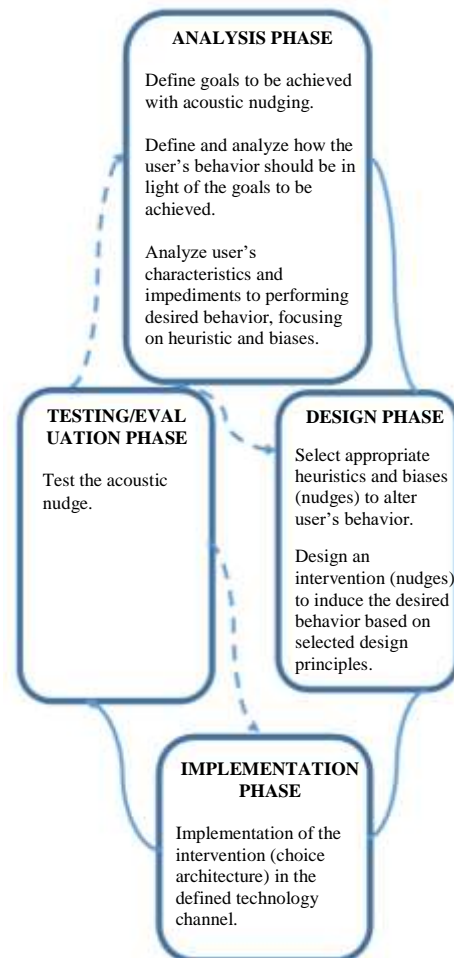 ANALYSIS PHASE
Define goals to be achieved
with acoustic nudging.
Define and analyze how the
user's behavior should be in
light of the goals to be
achieved.
Analyze user's
characteristics and
impediments to performing
desired behavior, focusing
on heuristic and biases.
TESTING/EVAL
UATION PHASE
Test the acoustic
nudge.
DESIGN PHASE
Select appropriate
heuristics and biases
(nudges) to alter
user's behavior.
Design an
intervention (nudges)
to induce the desired
behavior based on
selected design
principles.
IMPLEMENTATION
PHASE
Implementation of the
intervention (choice
architecture) in the
defined technology
channel.